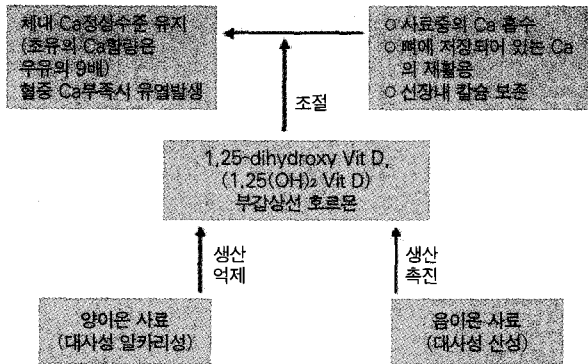 체내 Ca정상수준 유지
(초유의 Ca함량은
우유의 9배)
혈중 Ca부족시 유열발생
○ 사료중의 Ca 흡수
○ 뼈에 저장되어 있는 Ca
의 재활용
○ 신장내 칼슘 보존
조절
1,25-dihydroxy Vit D,
(1,25(OH)₂ Vit D)
부갑상선 호르몬
생산
억제
생산
촉진
양이온 사료
(대사성 알카리성)
음이온 사료
(대사성 산성)